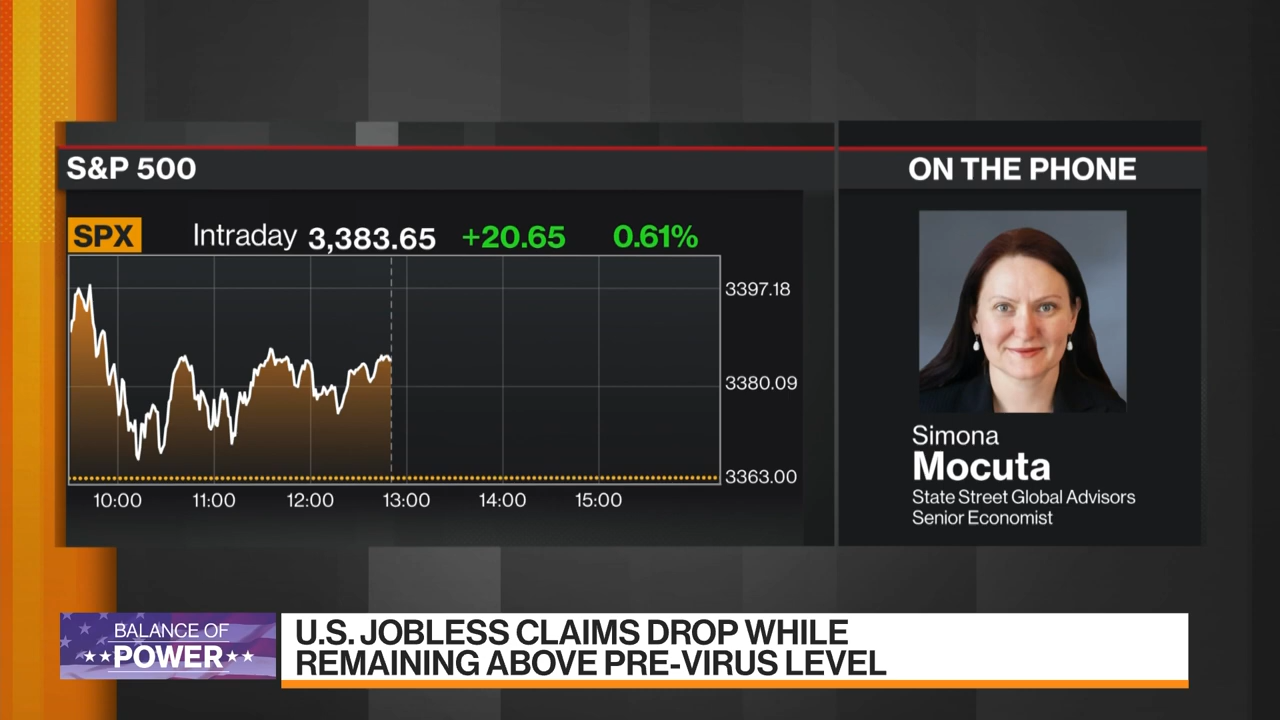 S&P 500
SPX Intraday 3,383.65 +20.65 0.61%
3397.18
3380.09
3363.00
10:00 11:00 12:00 13:00 14:00 15:00
ON THE PHONE
Simona
Mocuta
State Street Global Advisors
Senior Economist
BALANCE OF
POWER
U.S. JOBLESS CLAIMS DROP WHILE
REMAINING ABOVE PRE-VIRUS LEVEL